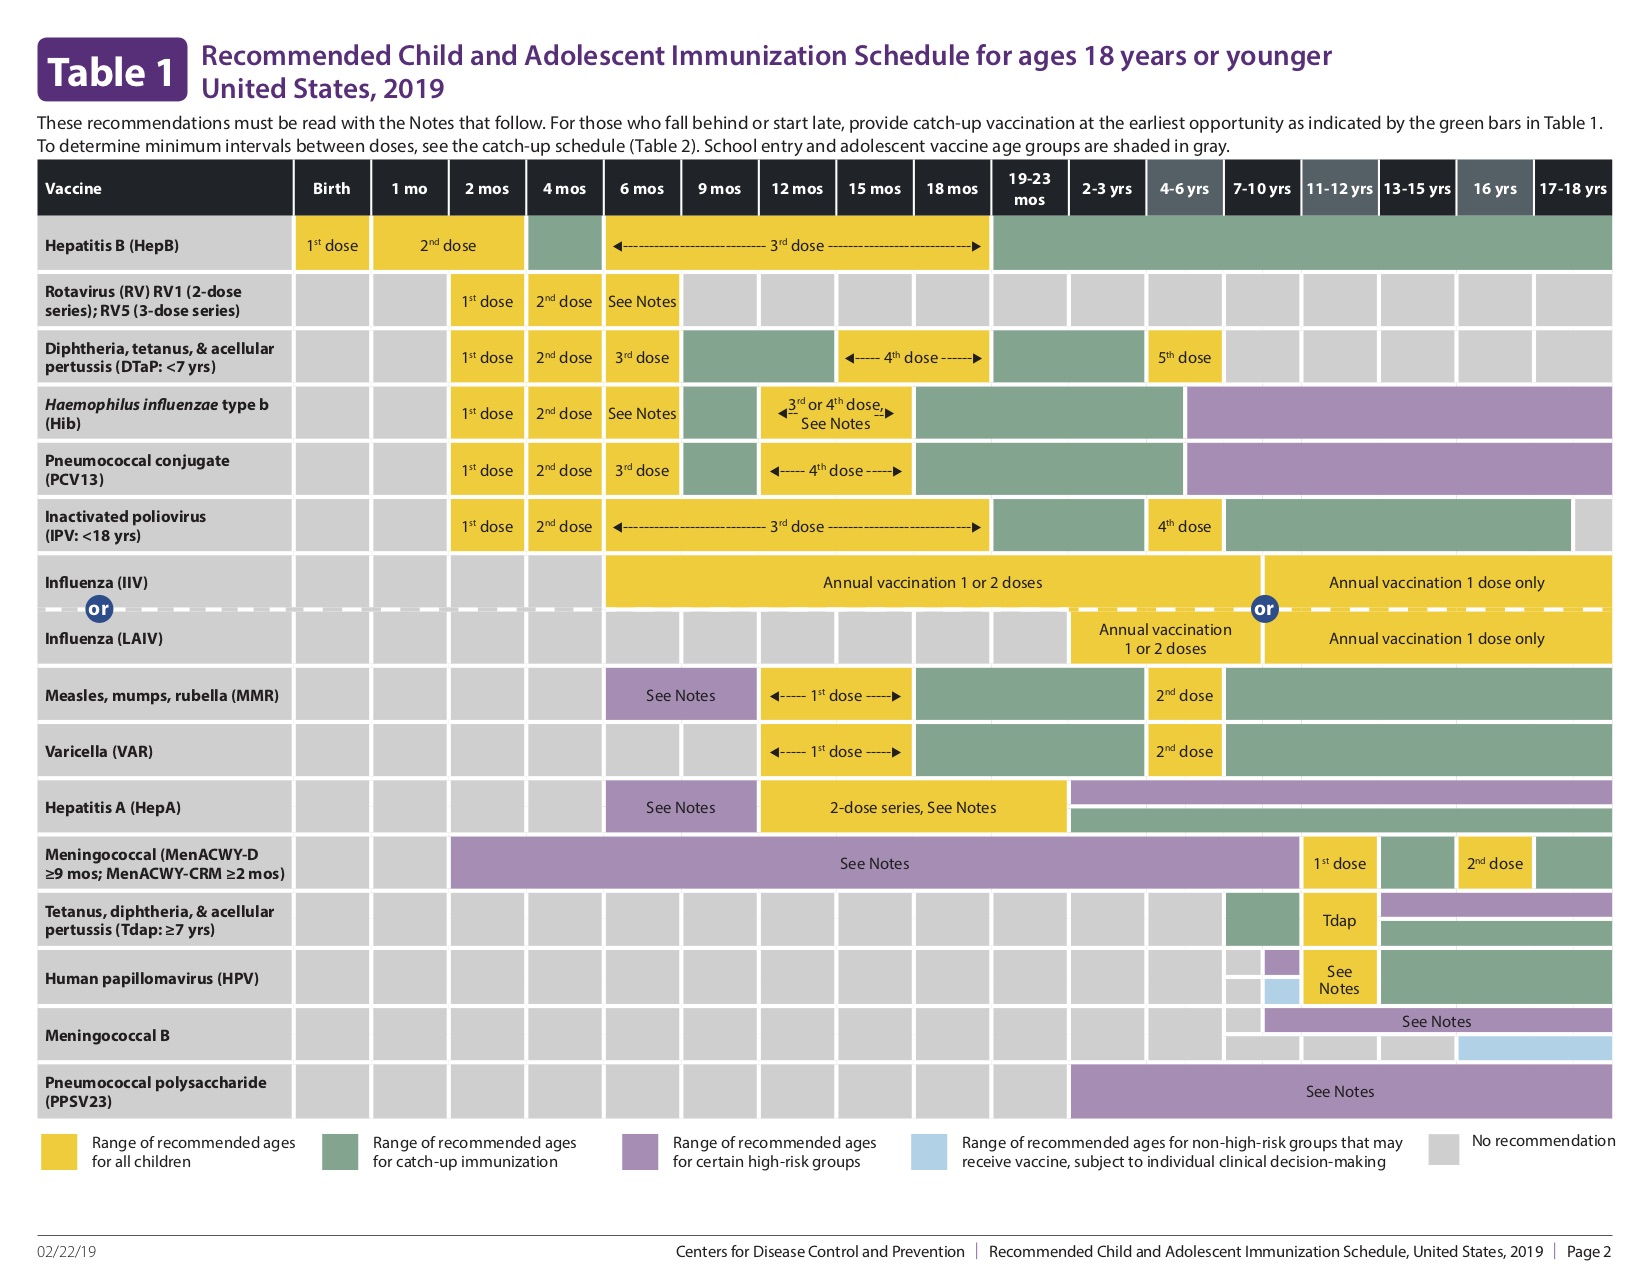 Table 1
Recommended Child and Adolescent Immunization Schedule for ages 18 years or younger
United States, 2019
These recommendations must be read with the Notes that follow. For those who fall behind or start late, provide catch-up vaccination at the earliest opportunity as indicated by the green bars in Table 1.
To determine minimum intervals between doses, see the catch-up schedule (Table 2). School entry and adolescent vaccine age groups are shaded in gray.
Vaccine Birth 1 mo 2 mos 4 mos 6 mos 9 mos 12 mos 15 mos 18 mos 19-23 mos 2-3 yrs 4-6 yrs 7-10 yrs 11-12 yrs 13-15 yrs 16 yrs 17-18 yrs
Hepatitis B (HepB) 1st dose 2nd dose 3rd dose
Rotavirus (RV) RV1 (2-dose
series); RV5 (3-dose series)
1st dose 2nd dose See Notes
Diphtheria, tetanus, & acellular
pertussis (DTaP: <7 yrs)
1st dose 2nd dose 3rd dose 4th dose 5th dose
Haemophilus influenzae type b
(Hib)
1st dose 2nd dose See Notes 3rd or 4th dose,
See Notes
Pneumococcal conjugate
(PCV13)
1st dose 2nd dose 3rd dose 4th dose
Inactivated poliovirus
(IPV: <18 yrs)
1st dose 2nd dose 3rd dose 4th dose
Influenza (IIV) Annual vaccination 1 or 2 doses Annual vaccination 1 dose only
or or
Influenza (LAIV) Annual vaccination
1 or 2 doses
Annual vaccination 1 dose only
Measles, mumps, rubella (MMR) See Notes 1st dose 2nd dose
Varicella (VAR) 1st dose 2nd dose
Hepatitis A (HepA) See Notes 2-dose series, See Notes
Meningococcal (MenACWY-D
≥9 mos; MenACWY-CRM ≥2 mos)
See Notes 1st dose 2nd dose
Tetanus, diphtheria, & acellular
pertussis (Tdap: ≥7 yrs)
Tdap
Human papillomavirus (HPV) See
Notes
Meningococcal B See Notes
Pneumococcal polysaccharide
(PPSV23)
See Notes
Range of recommended ages
for all children
Range of recommended ages
for catch-up immunization
Range of recommended ages
for certain high-risk groups
Range of recommended ages for non-high-risk groups that may
receive vaccine, subject to individual clinical decision-making
No recommendation
02/22/19 Centers for Disease Control and Prevention | Recommended Child and Adolescent Immunization Schedule, United States, 2019 | Page 2